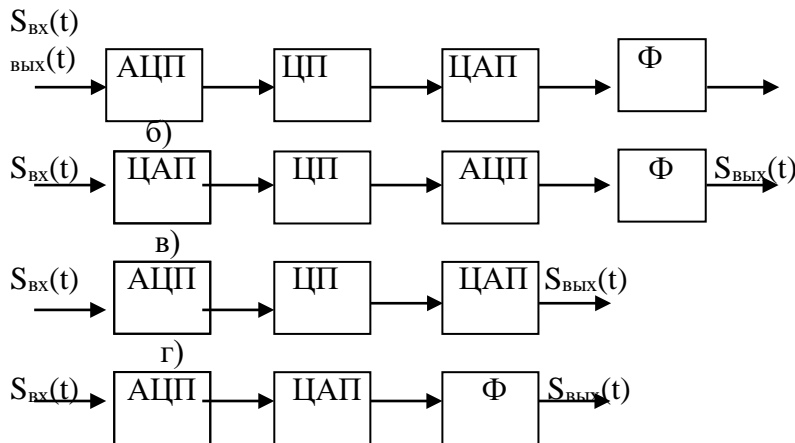 Sвх(t)
вых(t) АЦП ЦП ЦАП Ф
б)
Sвх(t) ЦАП ЦП АЦП Ф Sвых(t)
в)
Sвх(t) АЦП ЦП ЦАП Sвых(t)
г)
Sвх(t) АЦП ЦАП Ф Sвых(t)